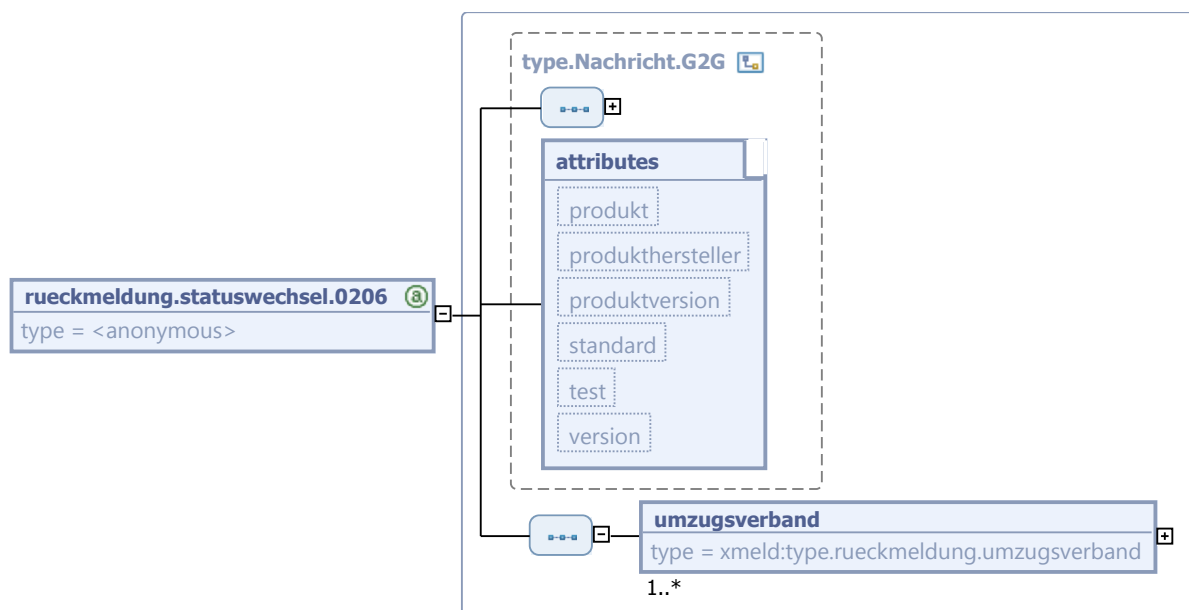 type.Nachricht.G2G
attributes
produkt
produkthersteller
produktversion
standard
test
version
rueckmeldung.statuswechsel.0206
type = <anonymous>
umzugsverband
type = xmeld:type.rueckmeldung.umzugsverband
1..*